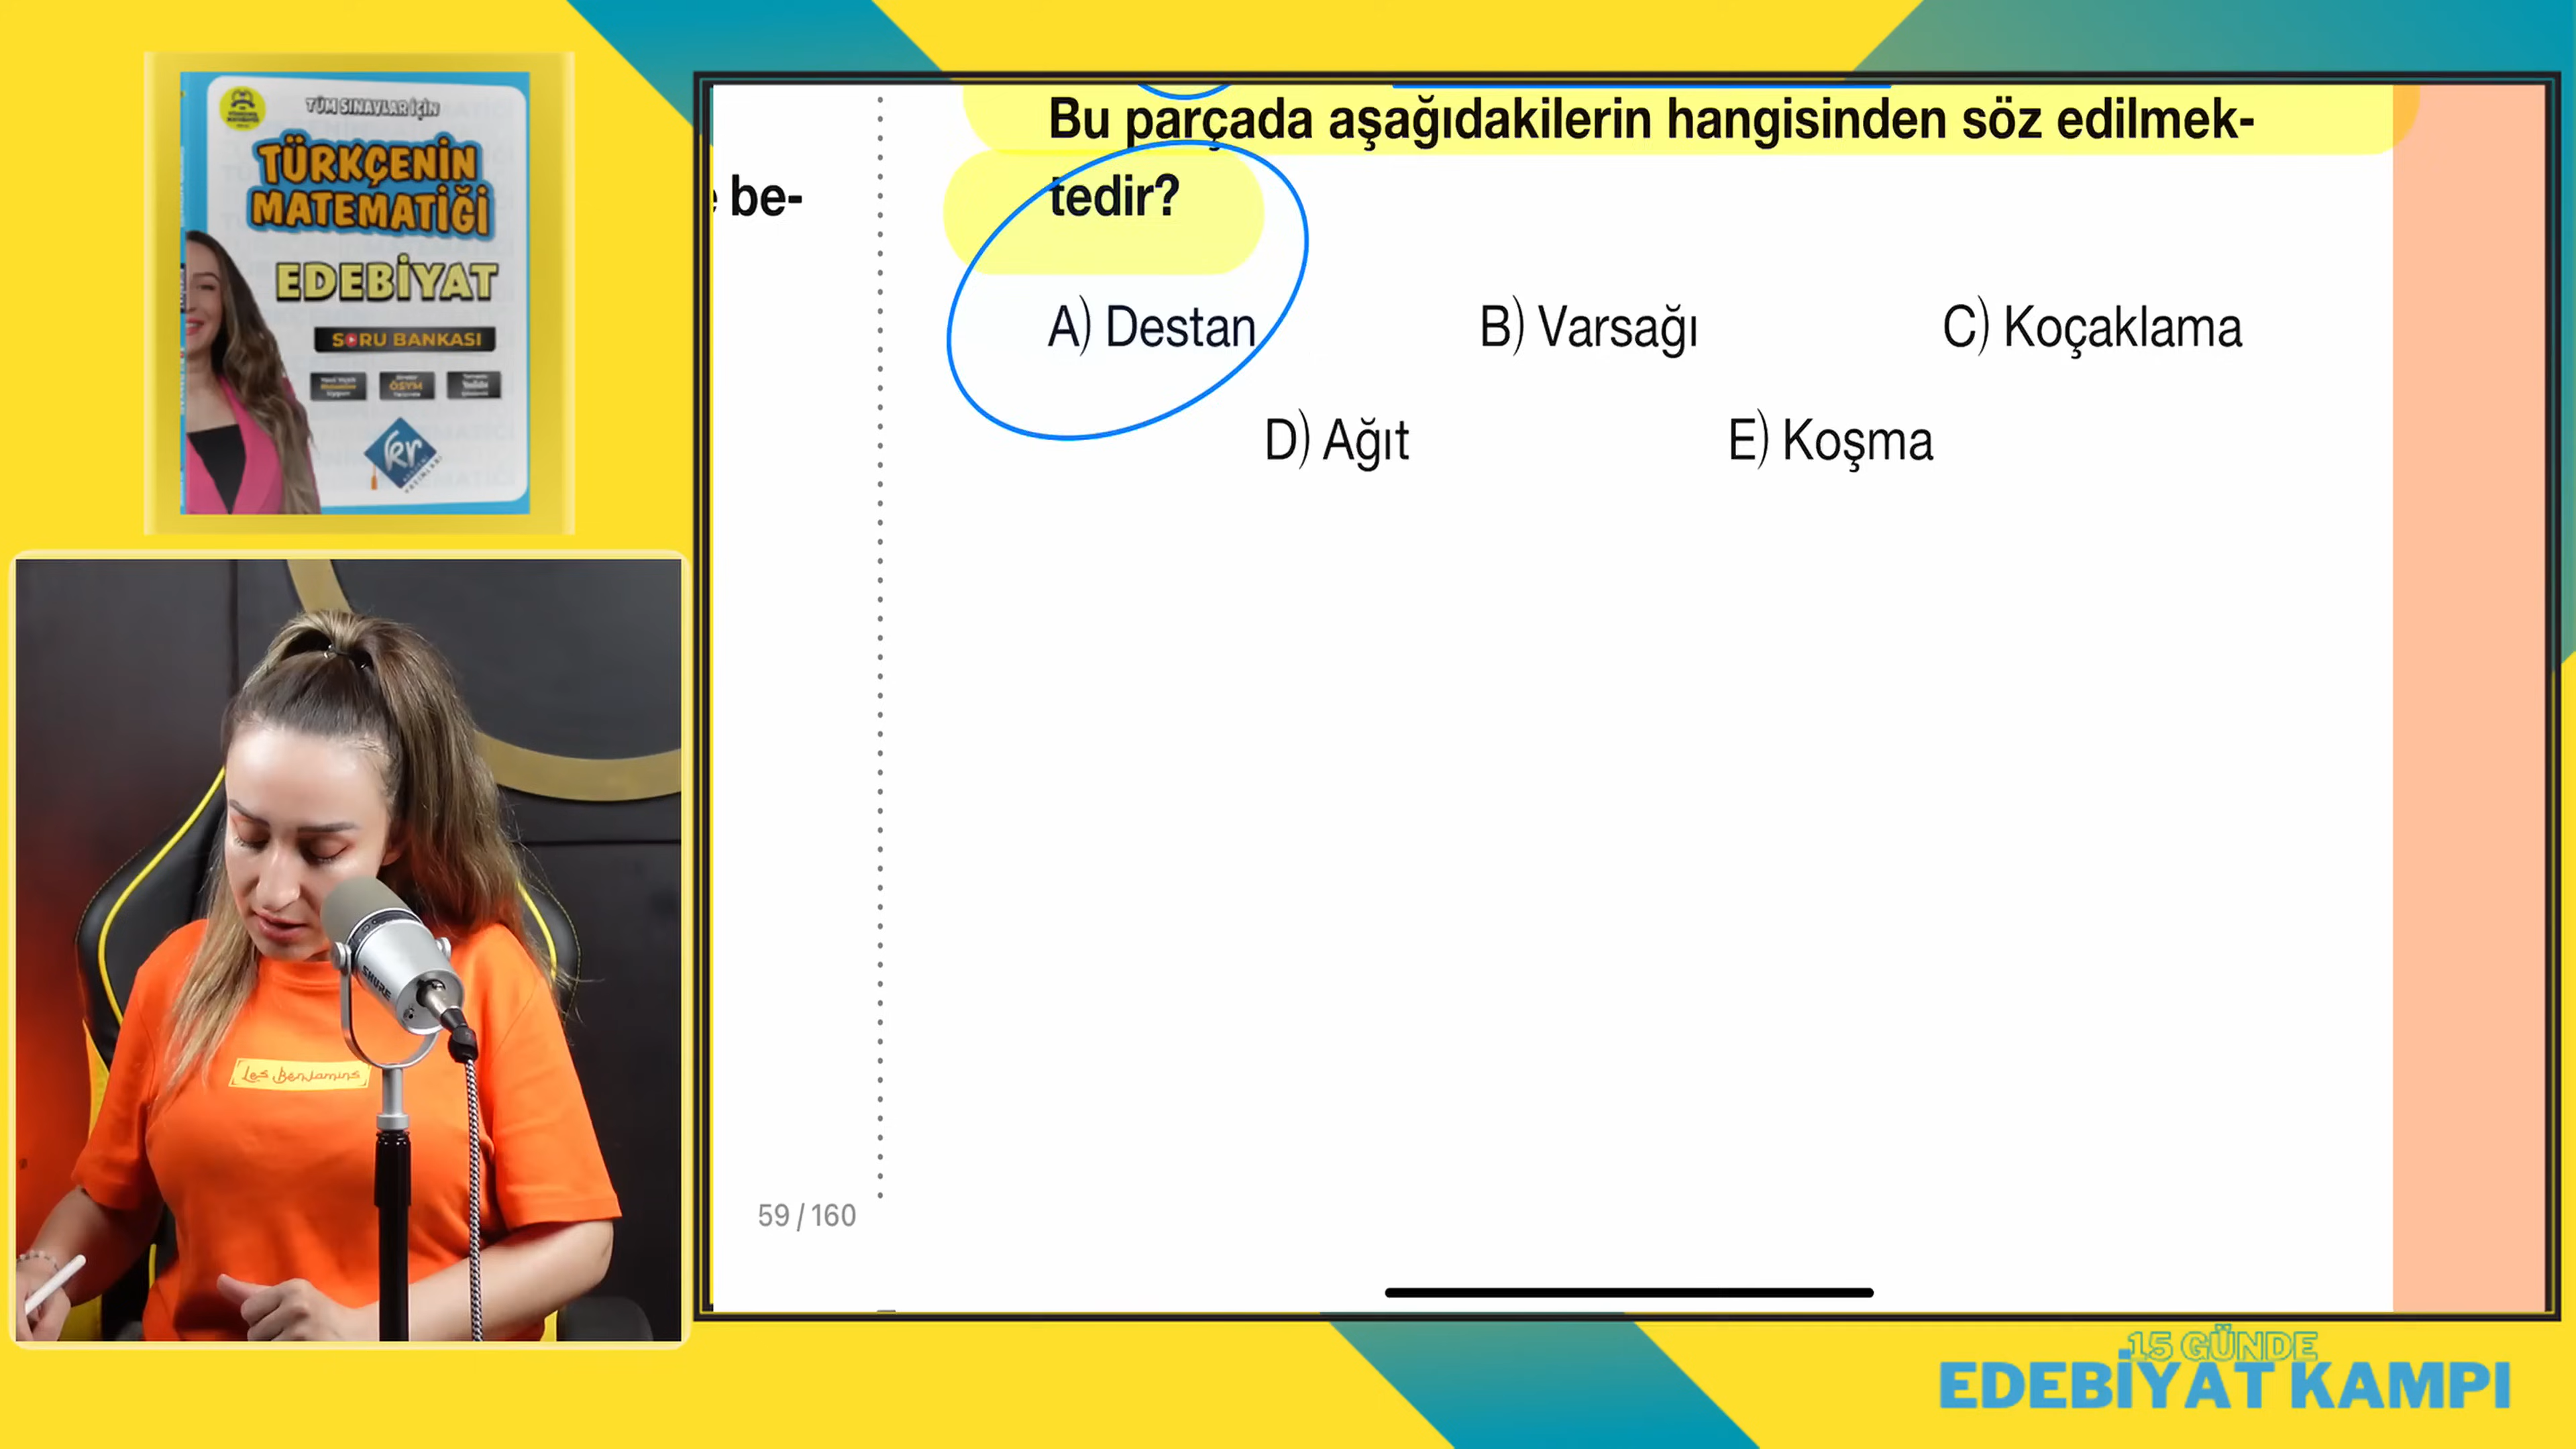 TÜM SINAVLAR İÇİN
TÜRKÇENİN
MATEMATİĞİ
EDEBİYAT
SORU BANKASI
ÖSYM
kr
Les Benjamins
be-
Bu parçada aşağıdakilerin hangisinden söz edilmek-
tedir?
A) Destan B) Varsağı C) Koçaklama
D) Ağıt E) Koşma
59 / 160
SHURE
15 GÜNDE
EDEBİYAT KAMPI